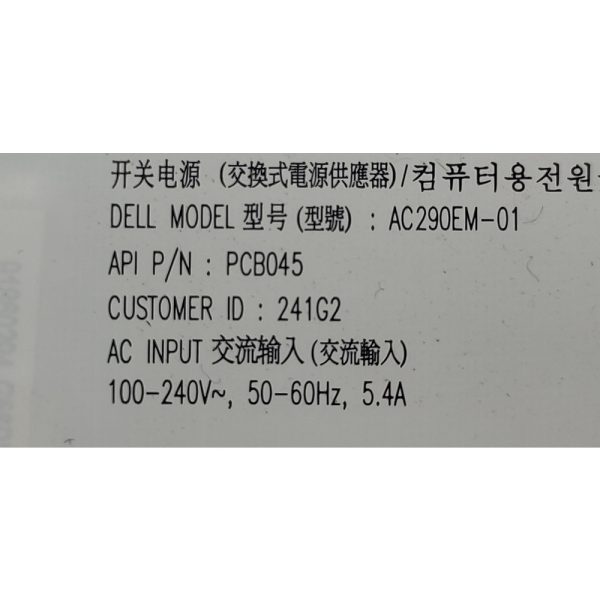 开关电源 (交換式電源供應器)/컴퓨터용전원
DELL MODEL 型号 (型號) : AC290EM-01
API P/N : PCB045
CUSTOMER ID : 241G2
AC INPUT 交流输入 (交流輸入)
100-240V~, 50-60Hz, 5.4A